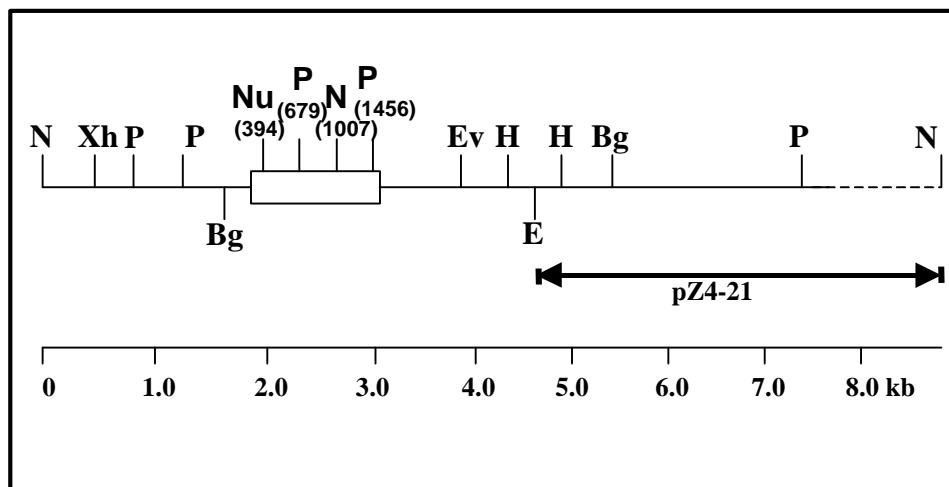 Nu P N P
(394) (679) (1007) (1456)
N Xh P P Ev H H Bg P N
Bg E
pZ4-21
0 1.0 2.0 3.0 4.0 5.0 6.0 7.0 8.0 kb